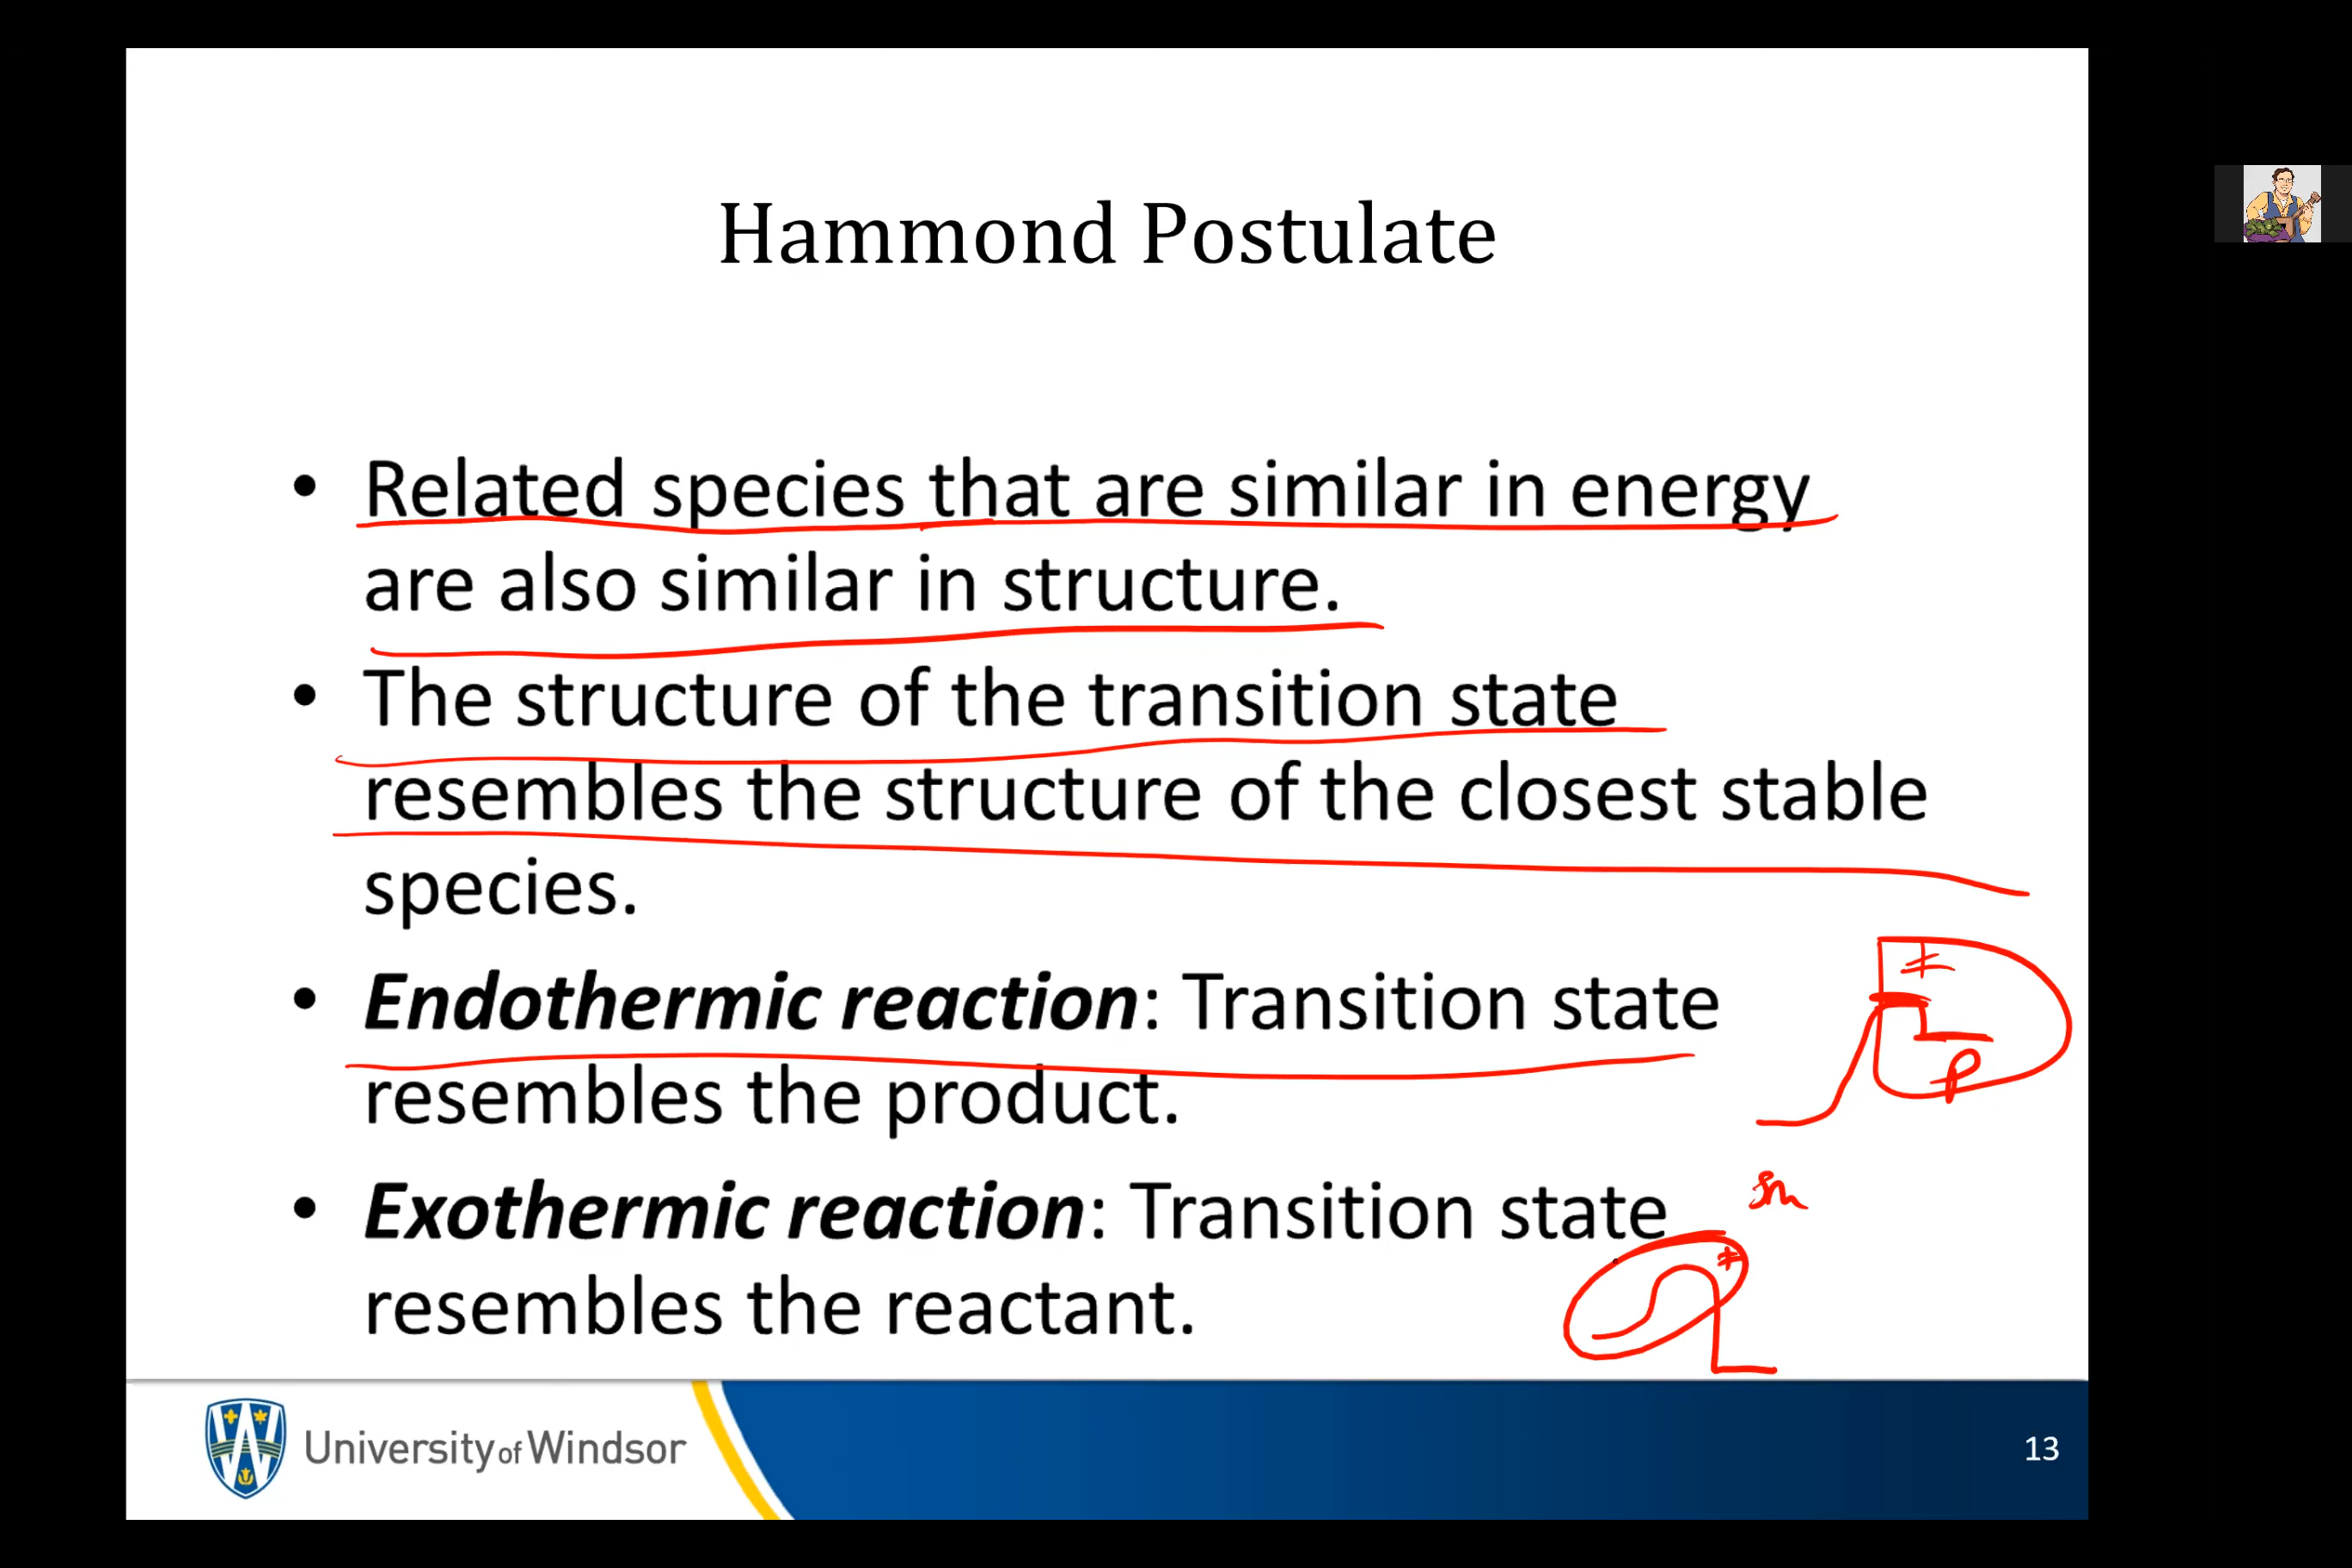 Hammond Postulate
• Related species that are similar in energy
are also similar in structure.
• The structure of the transition state
resembles the structure of the closest stable
species.
• Endothermic reaction: Transition state
resembles the product.
‡
P
• Exothermic reaction: Transition state
resembles the reactant.
‡
University of Windsor
13